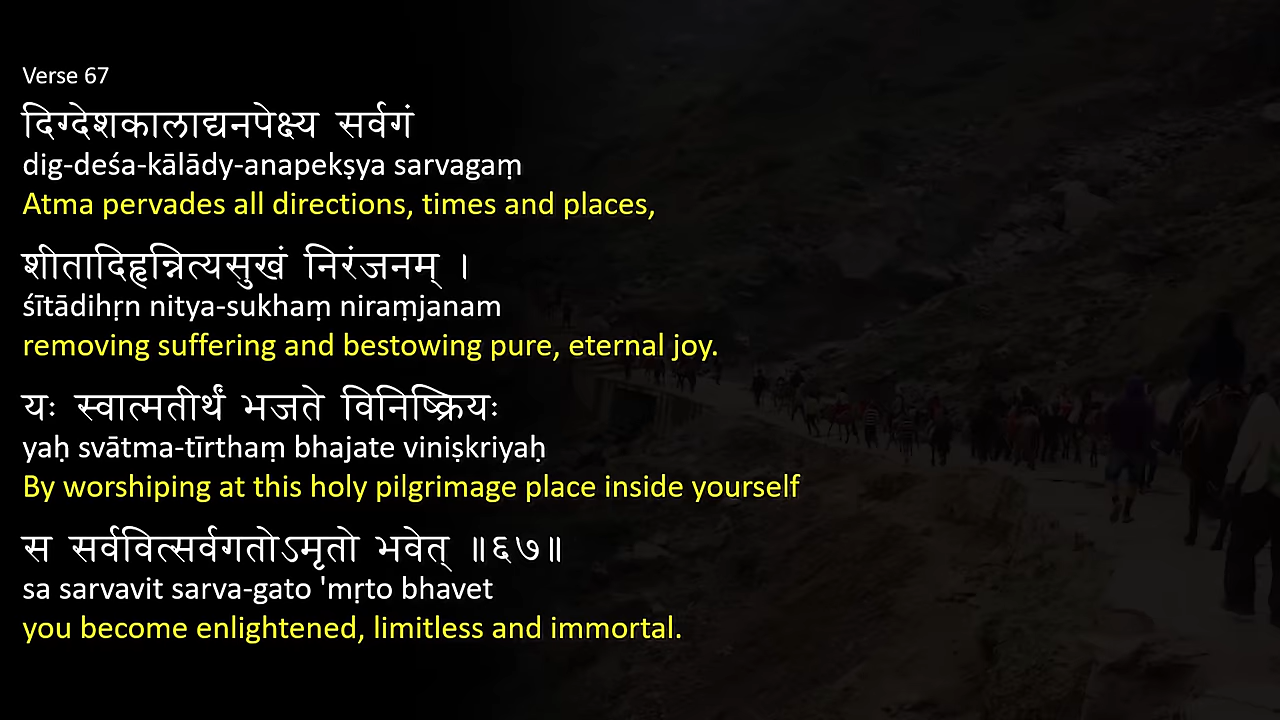 Verse 67
दिग्देशकालाद्यनपेक्ष्य सर्वगं
dig-deśa-kālādy-anapekṣya sarvagaṃ
Atma pervades all directions, times and places,
शीतादिहृन्नित्यसुखं निरंजनम् ।
śītādihṛn nitya-sukhaṃ niraṃjanam
removing suffering and bestowing pure, eternal joy.
यः स्वात्मतीर्थं भजते विनिष्क्रियः
yaḥ svātma-tīrthaṃ bhajate viniṣkriyaḥ
By worshiping at this holy pilgrimage place inside yourself
स सर्ववित्सर्वगतोऽमृतो भवेत् ॥६७॥
sa sarvavit sarva-gato 'mṛto bhavet
you become enlightened, limitless and immortal.